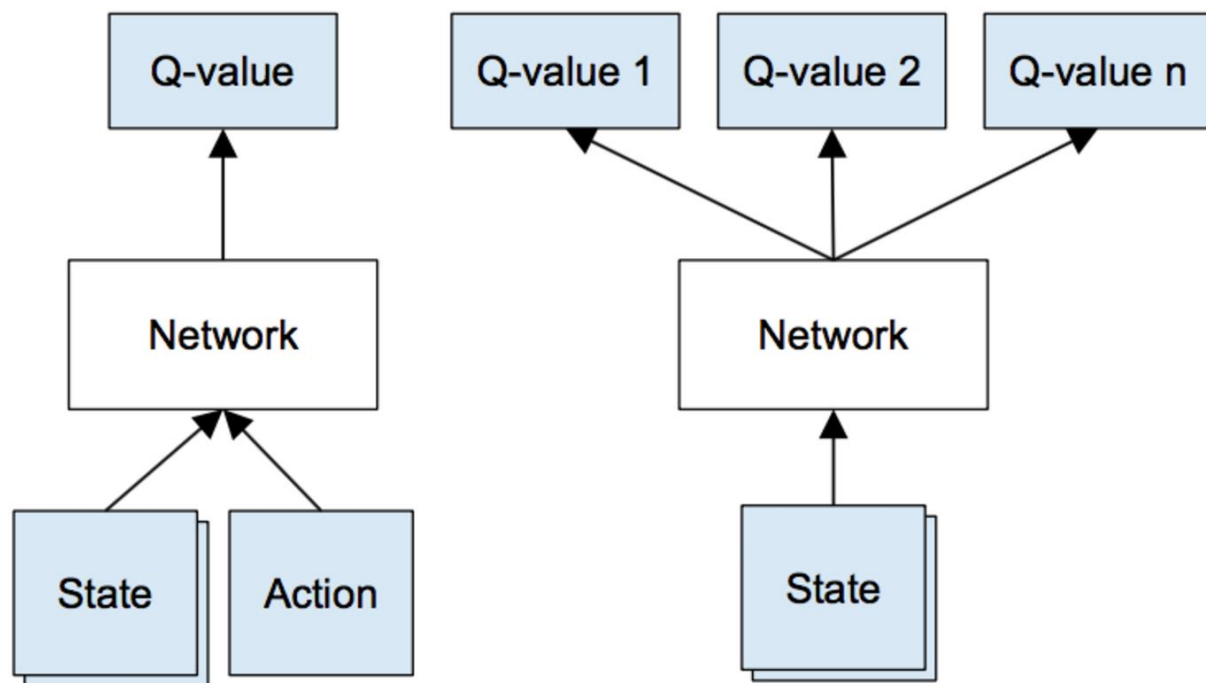 Q-value
Q-value 1
Q-value 2
Q-value n
Network
Network
State
Action
State